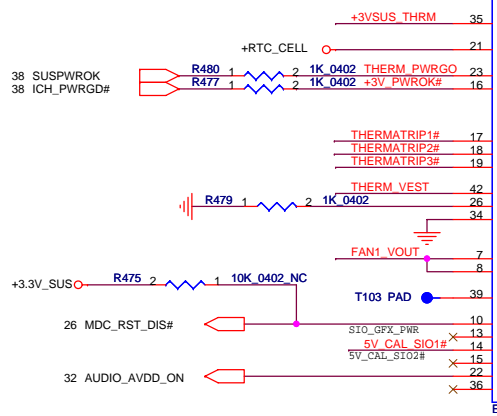 +3VSUS_THRM 35
+RTC_CELL 21
38 SUSPWROK R480 1 2 1K_0402 THERM_PWRGO 23
38 ICH_PWRGD# R477 1 2 1K_0402 +3V_PWROK# 16
THERMATRIP1# 17
THERMATRIP2# 18
THERMATRIP3# 19
THERM_VEST 42
R479 1 2 1K_0402 26
34
FAN1_VOUT 7
8
+3.3V_SUS R475 2 1 10K_0402_NC
T103 PAD 39
26 MDC_RST_DIS# 10
SIO_GFX_PWR 13
5V_CAL_SIO1# 14
5V_CAL_SIO2# 15
32 AUDIO_AVDD_ON 22
36